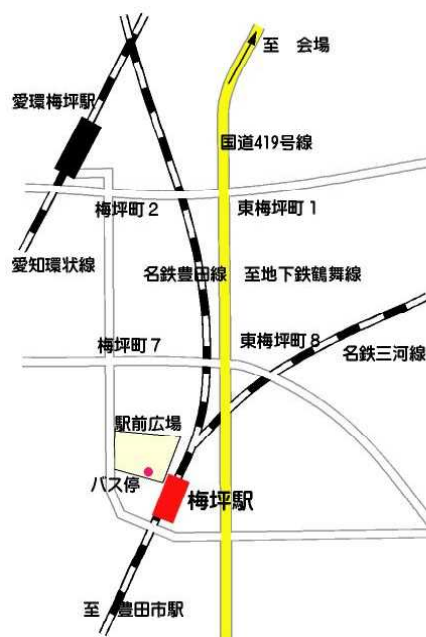 至 会場
愛環梅坪駅
国道419号線
梅坪町2
東梅坪町1
愛知環状線
名鉄豊田線
至地下鉄鶴舞線
梅坪町7
東梅坪町8
名鉄三河線
駅前広場
バス停
梅坪駅
至 豊田市駅